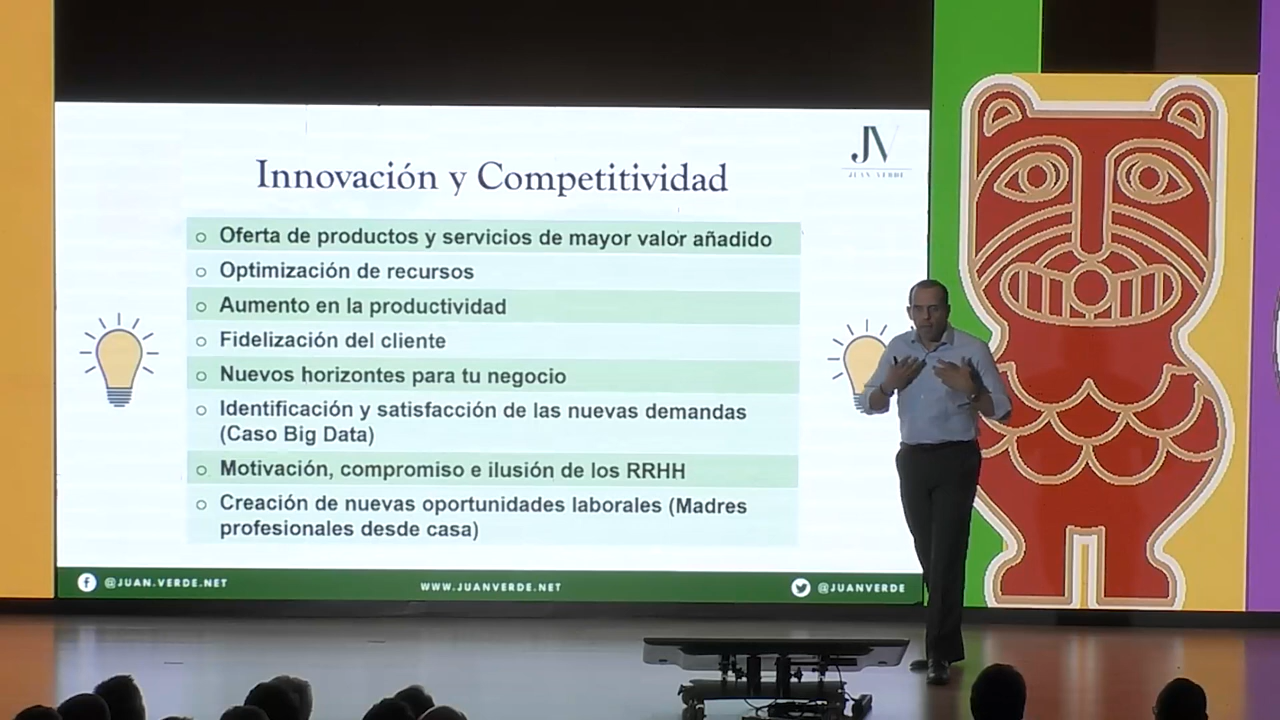 JV
JUAN VERDE
Innovación y Competitividad
Oferta de productos y servicios de mayor valor añadido
Optimización de recursos
Aumento en la productividad
Fidelización del cliente
Nuevos horizontes para tu negocio
Identificación y satisfacción de las nuevas demandas
(Caso Big Data)
Motivación, compromiso e ilusión de los RRHH
Creación de nuevas oportunidades laborales (Madres
profesionales desde casa)
@JUAN.VERDE.NET
WWW.JUANVERDE.NET
@JUANVERDE